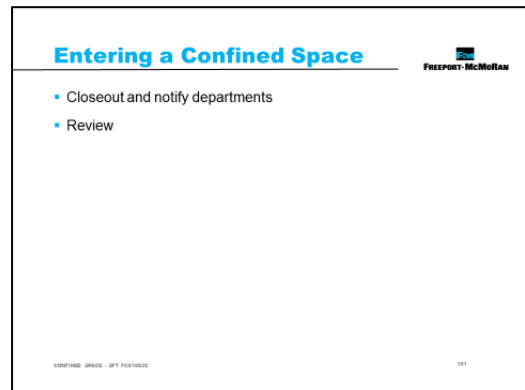 Entering a Confined Space
FREEPORT-MCMORAN
Closeout and notify departments
Review
CONFINED SPACE - SFT FCX1003C
101